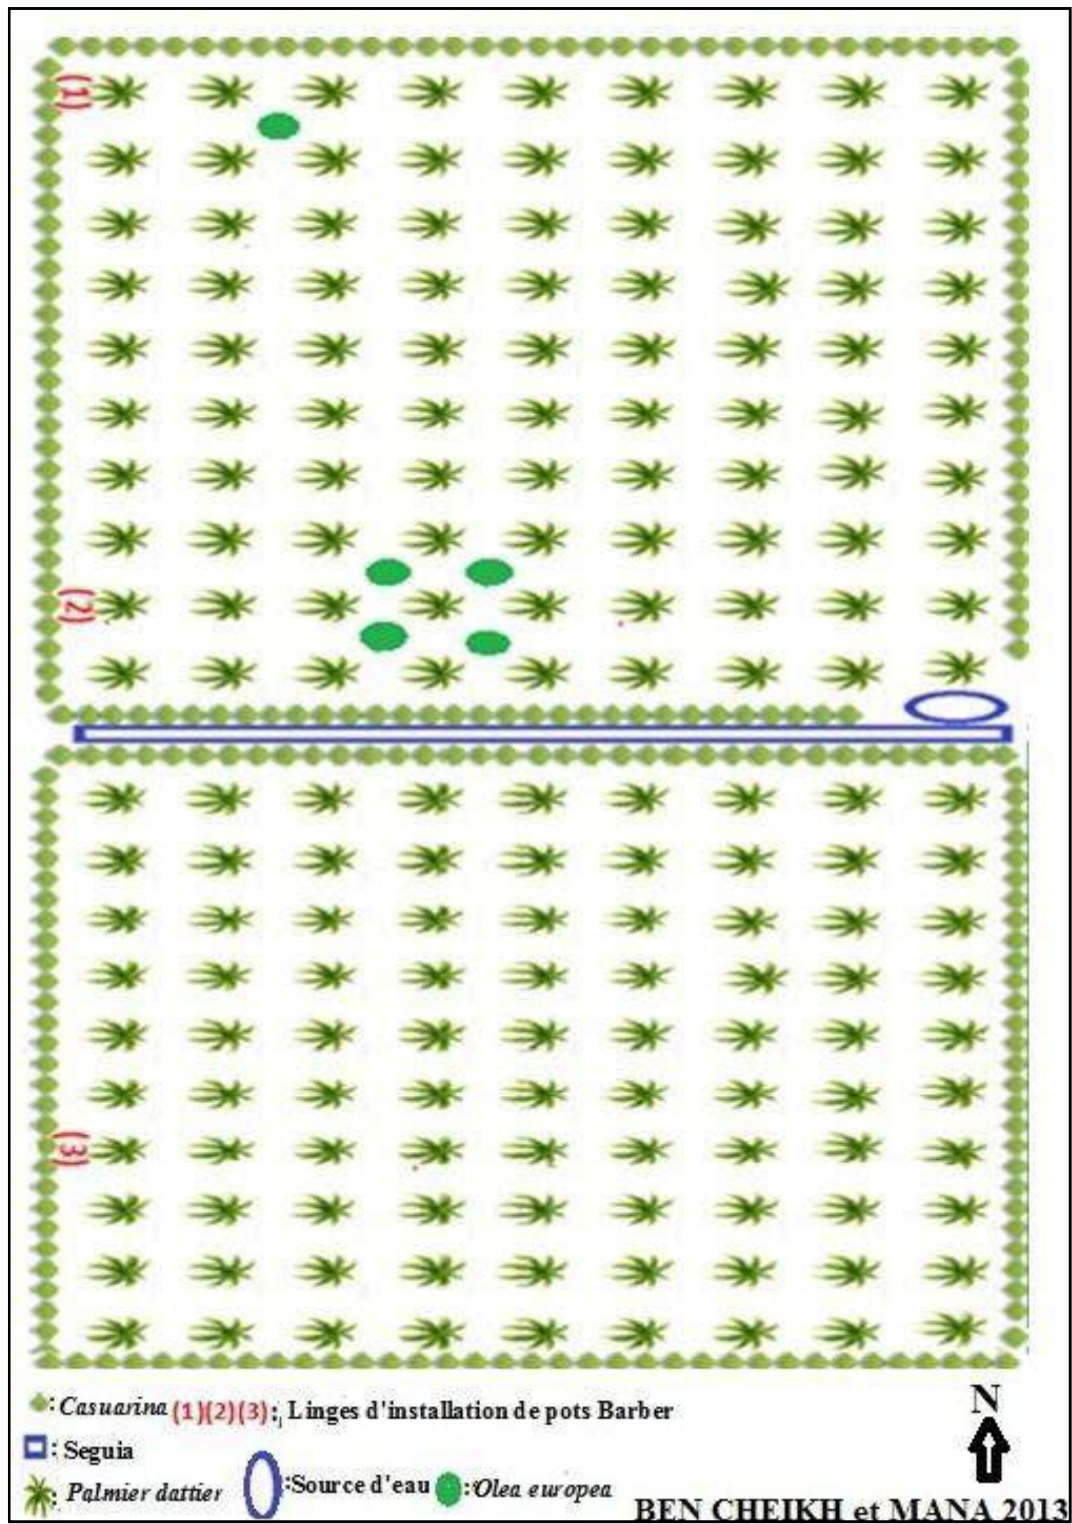 (1)
(2)
(3)
: Casuarina (1)(2)(3):, Linges d'installation de pots Barber
N
: Seguia
: Palmier dattier :Source d'eau :Olea europea
BEN CHEIKH et MANA 2013